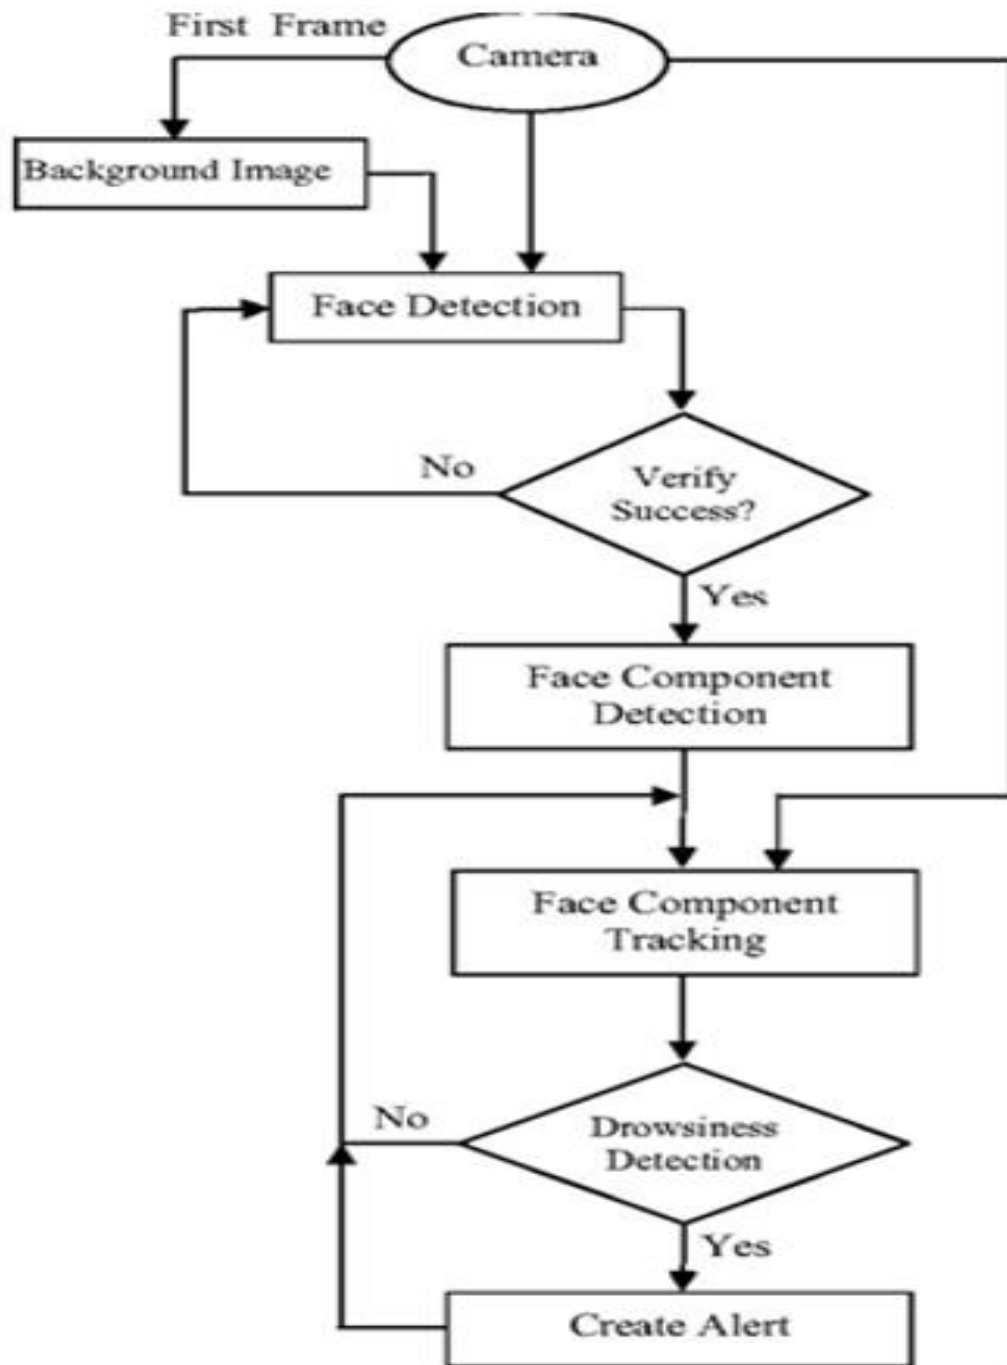 First Frame
Camera
Background Image
Face Detection
No
Verify
Success?
Yes
Face Component
Detection
Face Component
Tracking
No
Drowsiness
Detection
Yes
Create Alert